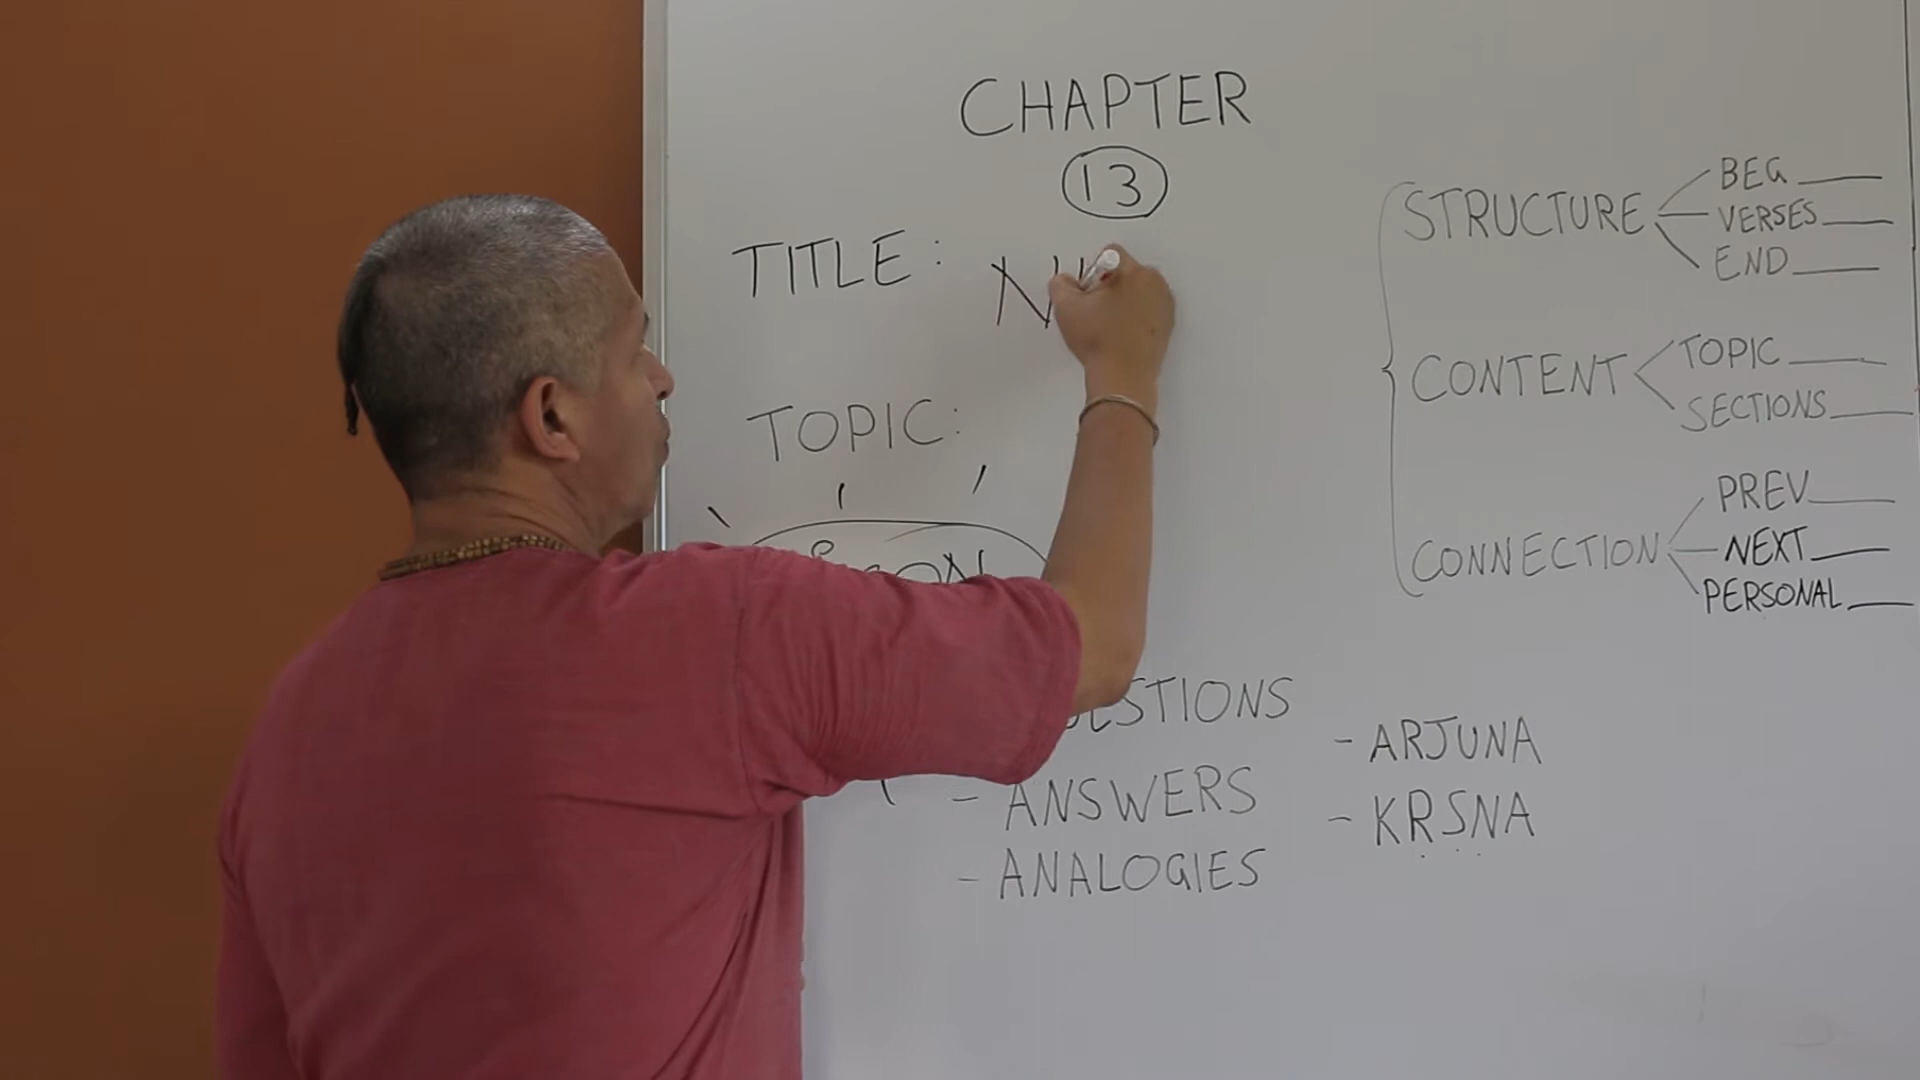 CHAPTER
13
TITLE:
TOPIC:
- ANSWERS
- ANALOGIES
- ARJUNA
- KRSNA
STRUCTURE
BEG
VERSES
END
CONTENT
TOPIC
SECTIONS
CONNECTION
PREV
NEXT
PERSONAL